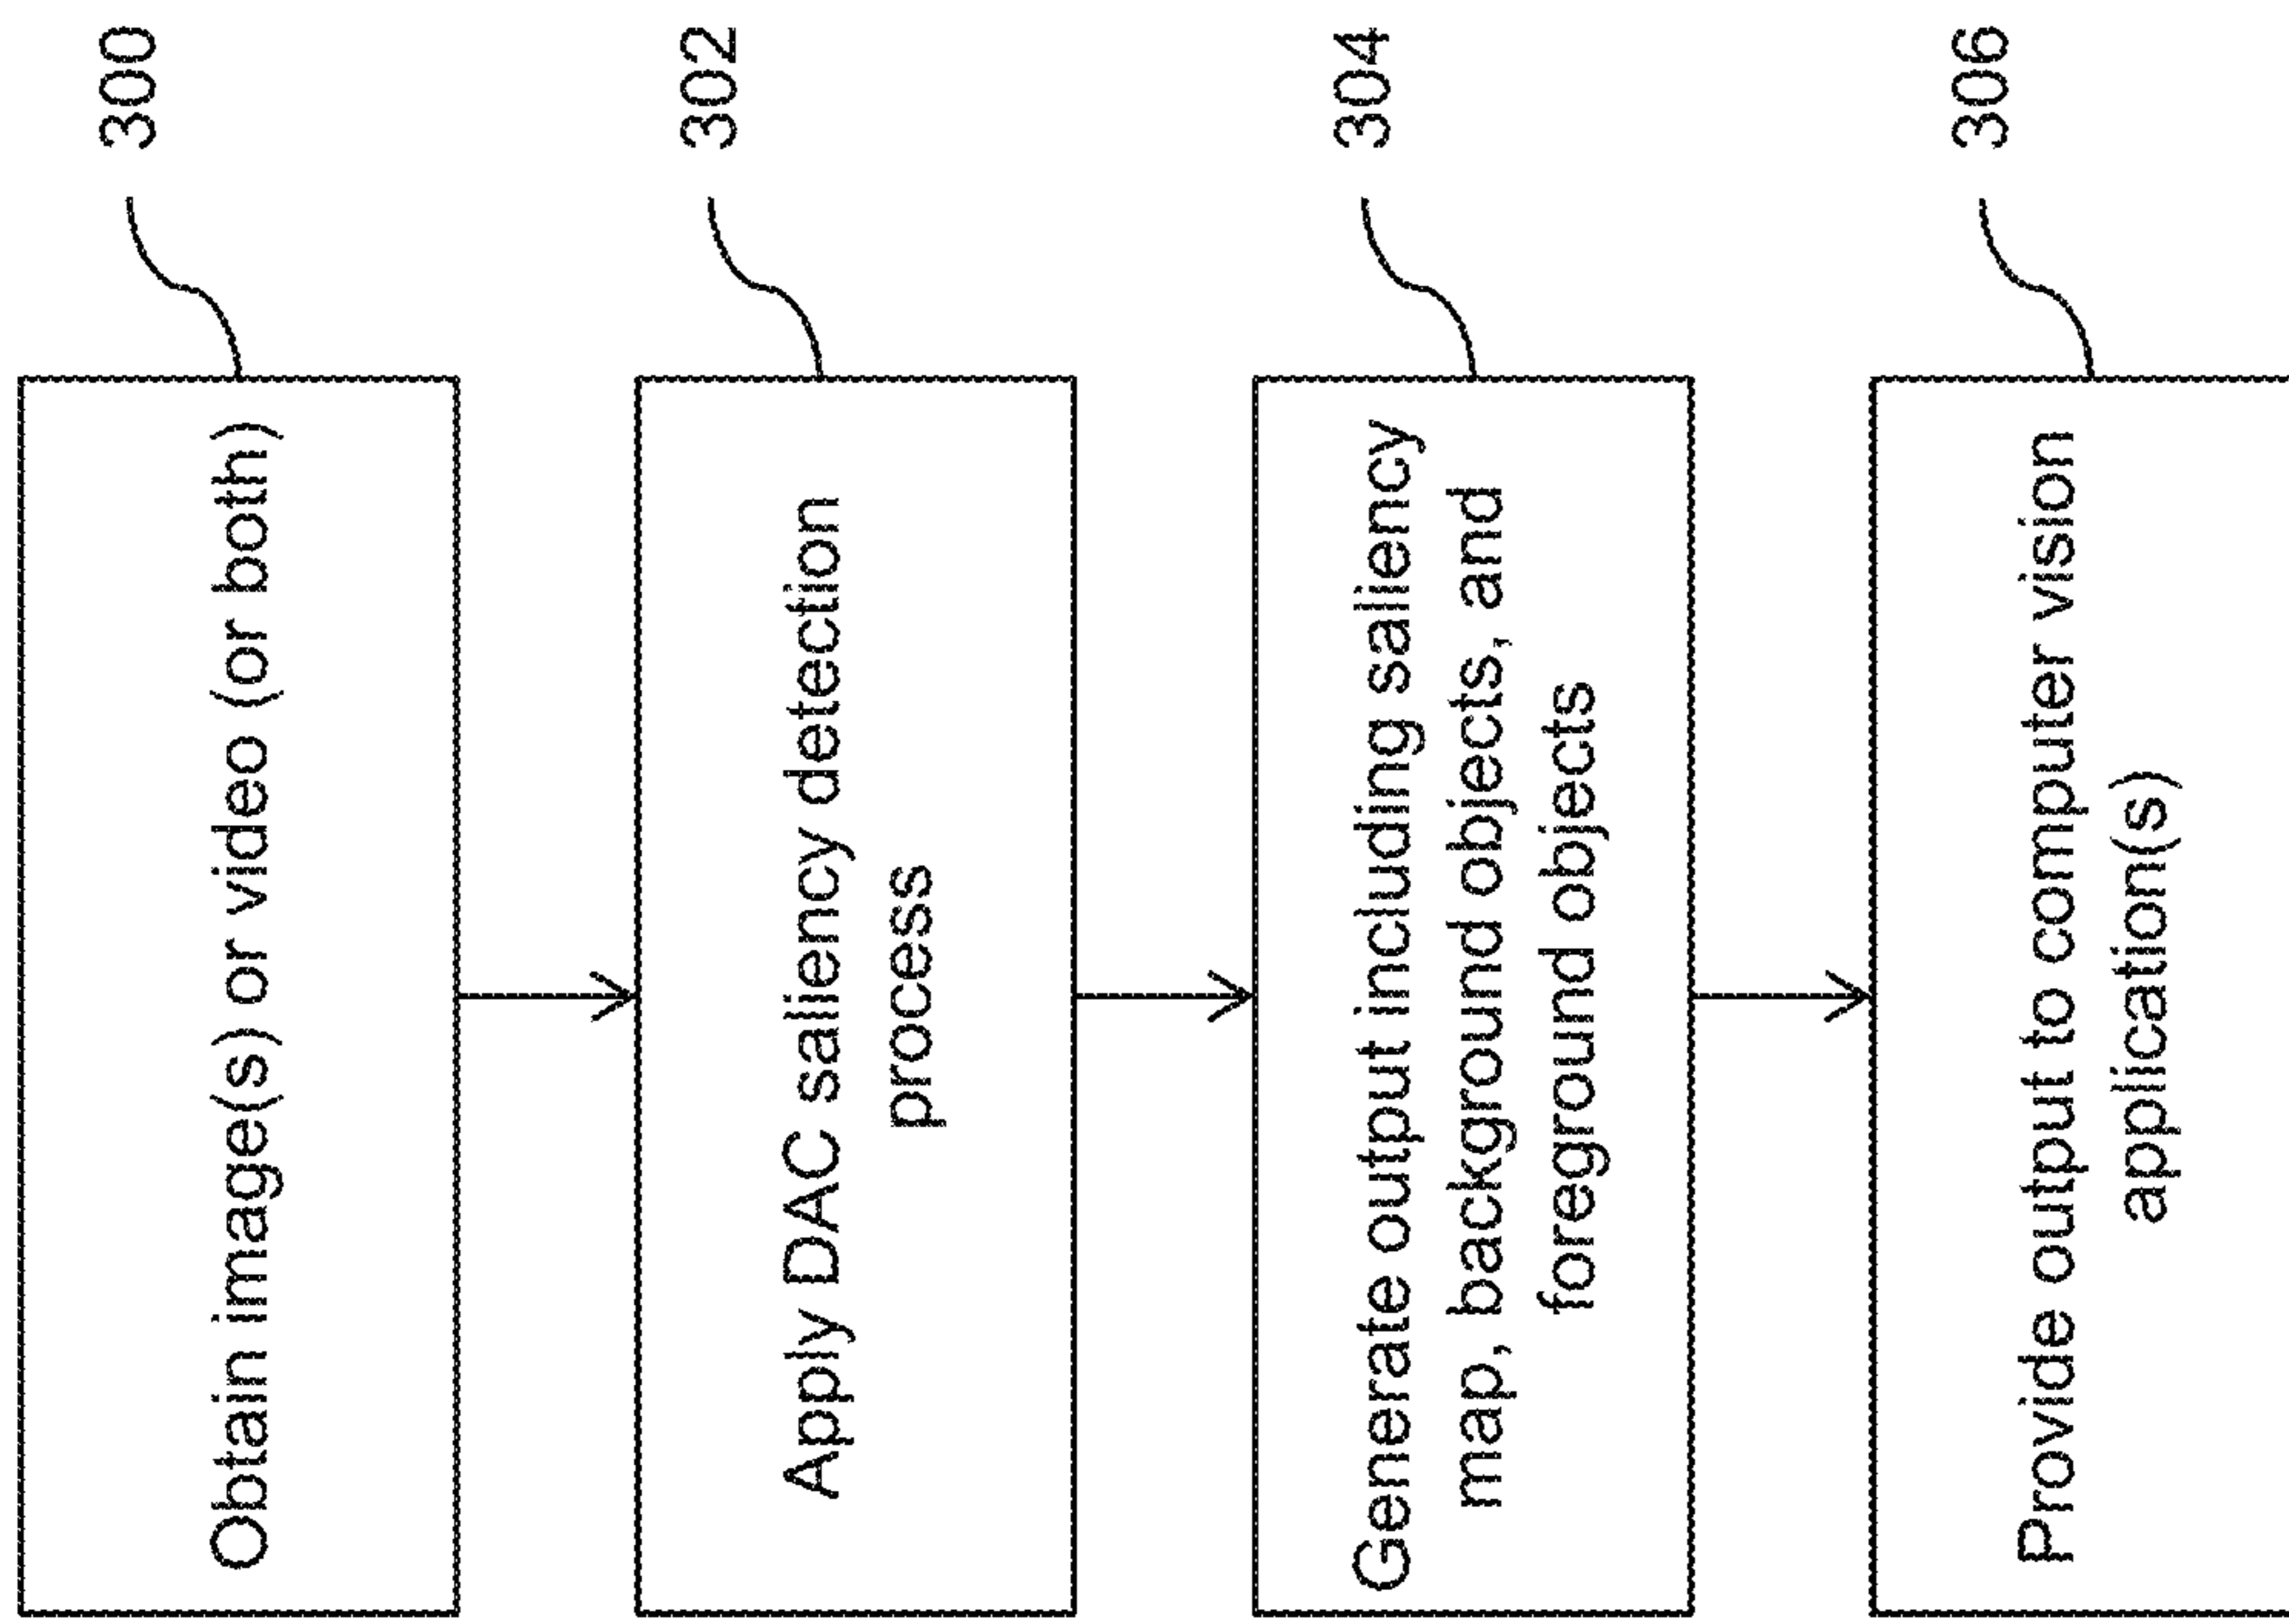 Obtain image(s) or video (or both)
300
Apply DAC saliency detection
process
302
Generate output including saliency
map, background objects, and
foreground objects
304
Provide output to computer vision
application(s)
306